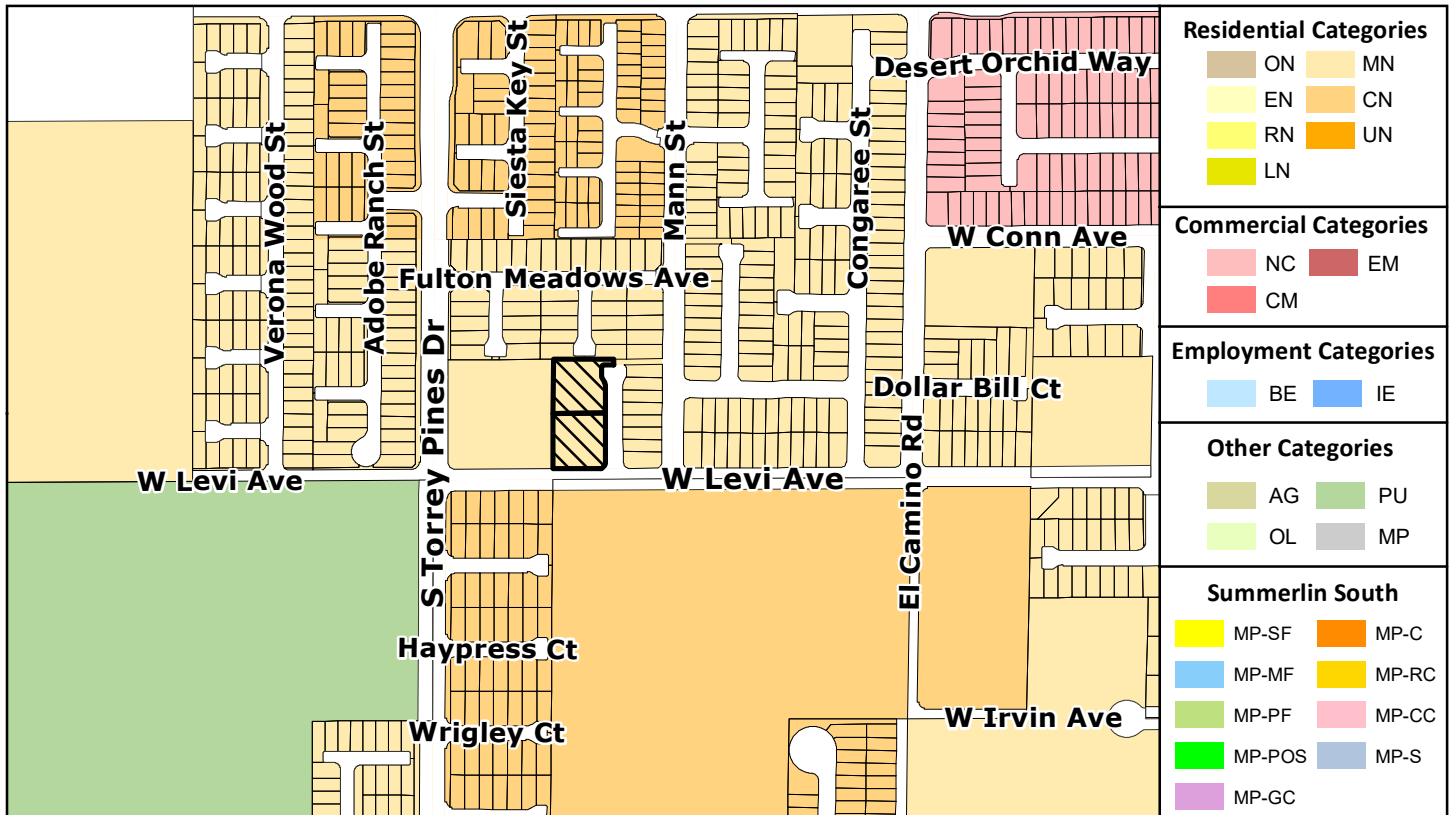 Siesta Key St
Desert Orchid Way
Verona Wood St
Adobe Ranch St
Mann St
Congaree St
W Conn Ave
Fulton Meadows Ave
S Torrey Pines Dr
Dollar Bill Ct
El Camino Rd
W Levi Ave
W Levi Ave
Haypress Ct
Wrigley Ct
W Irvin Ave
Residential Categories
ON MN
EN CN
RN UN
LN
Commercial Categories
NC EM
CM
Employment Categories
BE IE
Other Categories
AG PU
OL MP
Summerlin South
MP-SF MP-C
MP-MF MP-RC
MP-PF MP-CC
MP-POS MP-S
MP-GC